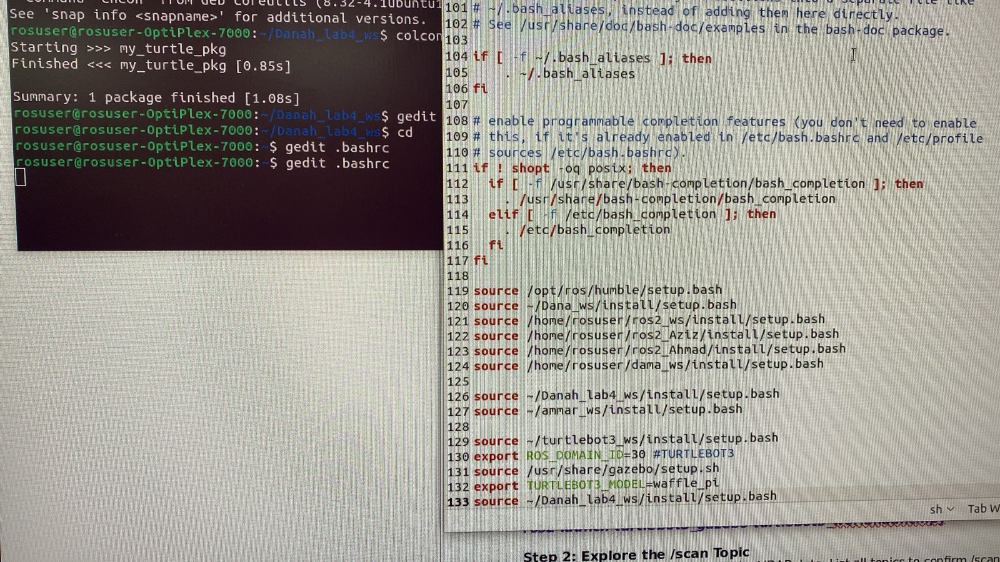 See 'snap info <snapname>' for additional versions.
rosuser@rosuser-OptiPlex-7000:~/Danah_lab4_ws$ colcon
Starting >>> my_turtle_pkg
Finished <<< my_turtle_pkg [0.85s]
Summary: 1 package finished [1.08s]
rosuser@rosuser-OptiPlex-7000:~/Danah_lab4_ws$ gedit
rosuser@rosuser-OptiPlex-7000:~/Danah_lab4_ws$ cd
rosuser@rosuser-OptiPlex-7000:~$ gedit .bashrc
rosuser@rosuser-OptiPlex-7000:~$ gedit .bashrc
101 # ~/.bash_aliases, instead of adding them here directly.
102 # See /usr/share/doc/bash-doc/examples in the bash-doc package.
103
104 if [ -f ~/.bash_aliases ]; then
105     . ~/.bash_aliases
106 fi
107
108 # enable programmable completion features (you don't need to enable
109 # this, if it's already enabled in /etc/bash.bashrc and /etc/profile
110 # sources /etc/bash.bashrc).
111 if ! shopt -oq posix; then
112   if [ -f /usr/share/bash-completion/bash_completion ]; then
113     . /usr/share/bash-completion/bash_completion
114   elif [ -f /etc/bash_completion ]; then
115     . /etc/bash_completion
116   fi
117 fi
118
119 source /opt/ros/humble/setup.bash
120 source ~/Dana_ws/install/setup.bash
121 source /home/rosuser/ros2_ws/install/setup.bash
122 source /home/rosuser/ros2_Aziz/install/setup.bash
123 source /home/rosuser/ros2_Ahmad/install/setup.bash
124 source /home/rosuser/dama_ws/install/setup.bash
125
126 source ~/Danah_lab4_ws/install/setup.bash
127 source ~/ammar_ws/install/setup.bash
128
129 source ~/turtlebot3_ws/install/setup.bash
130 export ROS_DOMAIN_ID=30 #TURTLEBOT3
131 source /usr/share/gazebo/setup.sh
132 export TURTLEBOT3_MODEL=waffle_pi
133 source ~/Danah_lab4_ws/install/setup.bash
sh
Tab W
Step 2: Explore the /scan Topic